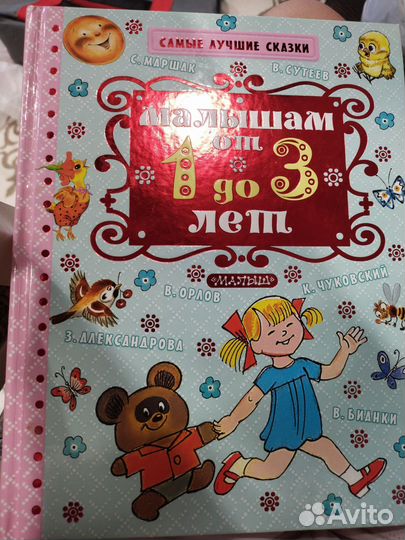 САМЫЕ ЛУЧШИЕ СКАЗКИ
С. МАРШАК
В. СУТЕЕВ
МАЛЫШАМ
ОТ
1 ДО 3
ЛЕТ
«МАЛЫШ»
В. ОРЛОВ
К. ЧУКОВСКИЙ
З. АЛЕКСАНДРОВА
В. БИАНКИ
Avito